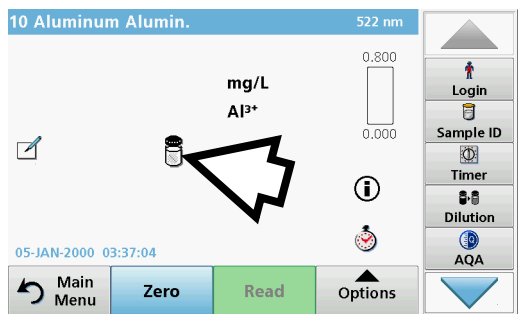 10 Aluminum Alumin.
522 nm
0.800
mg/L
Al³⁺
0.000
i
05-JAN-2000 03:37:04
Main
Menu
Zero
Read
Options
Login
Sample ID
Timer
Dilution
AQA